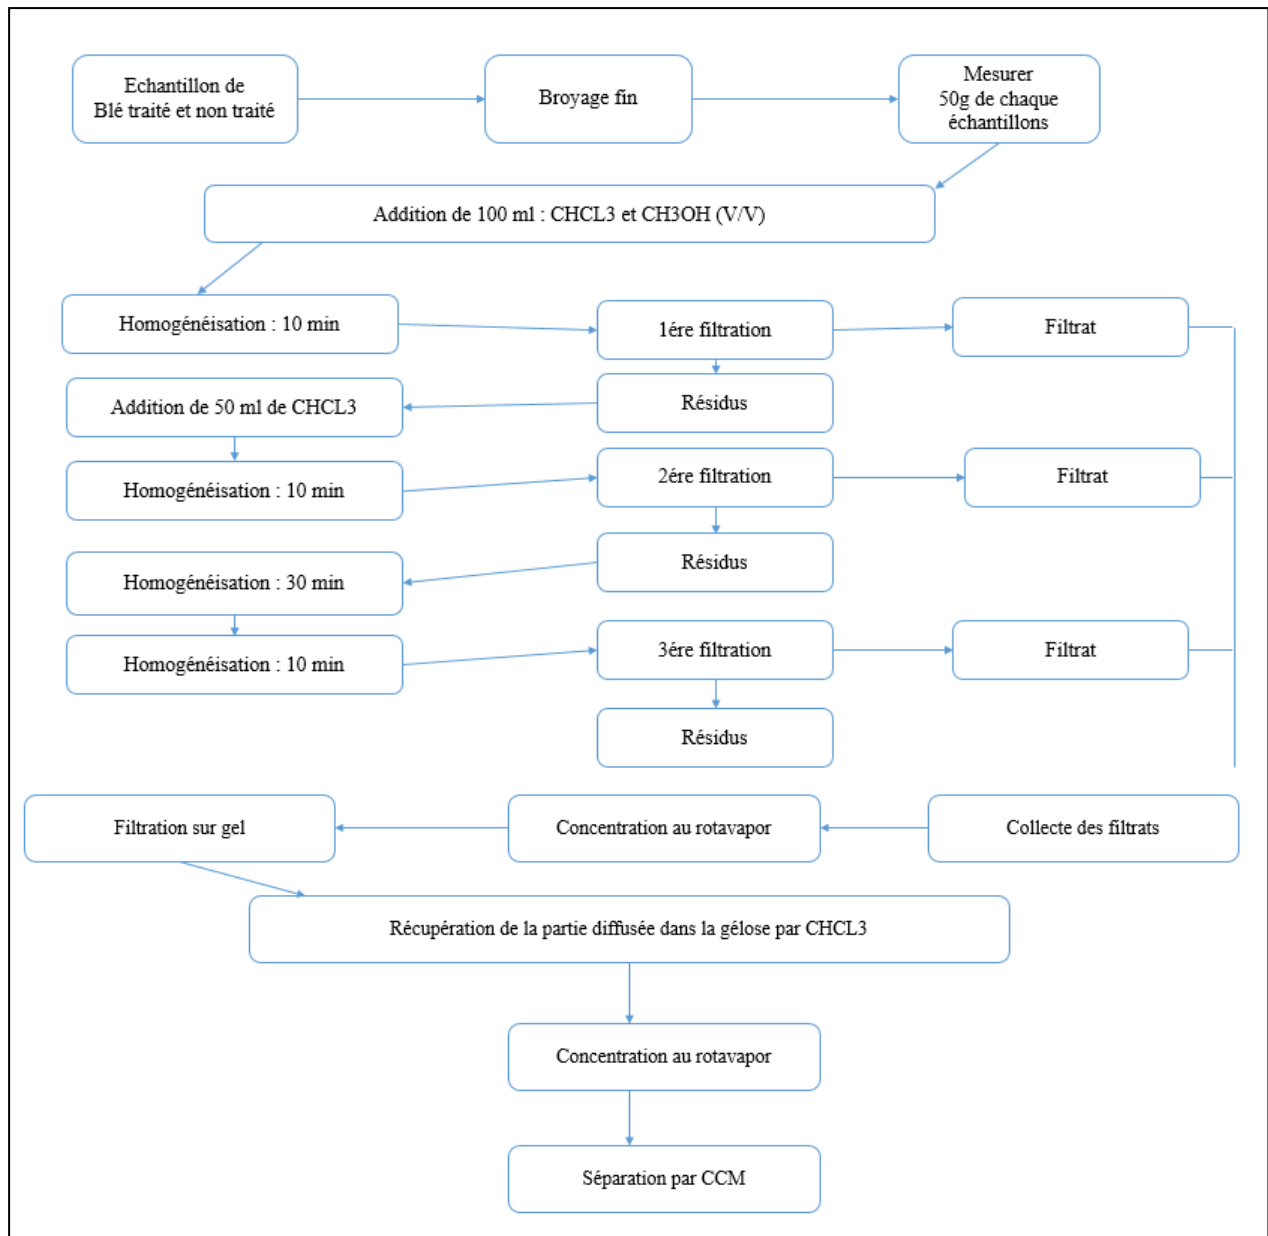 Echantillon de
Blé traité et non traité
Broyage fin
Mesurer
50g de chaque
échantillons
Addition de 100 ml : CHCL3 et CH3OH (V/V)
Homogénéisation : 10 min
1ére filtration
Filtrat
Résidus
Addition de 50 ml de CHCL3
Homogénéisation : 10 min
2ére filtration
Filtrat
Résidus
Homogénéisation : 30 min
Homogénéisation : 10 min
3ére filtration
Filtrat
Résidus
Collecte des filtrats
Concentration au rotavapor
Filtration sur gel
Récupération de la partie diffusée dans la gélose par CHCL3
Concentration au rotavapor
Séparation par CCM